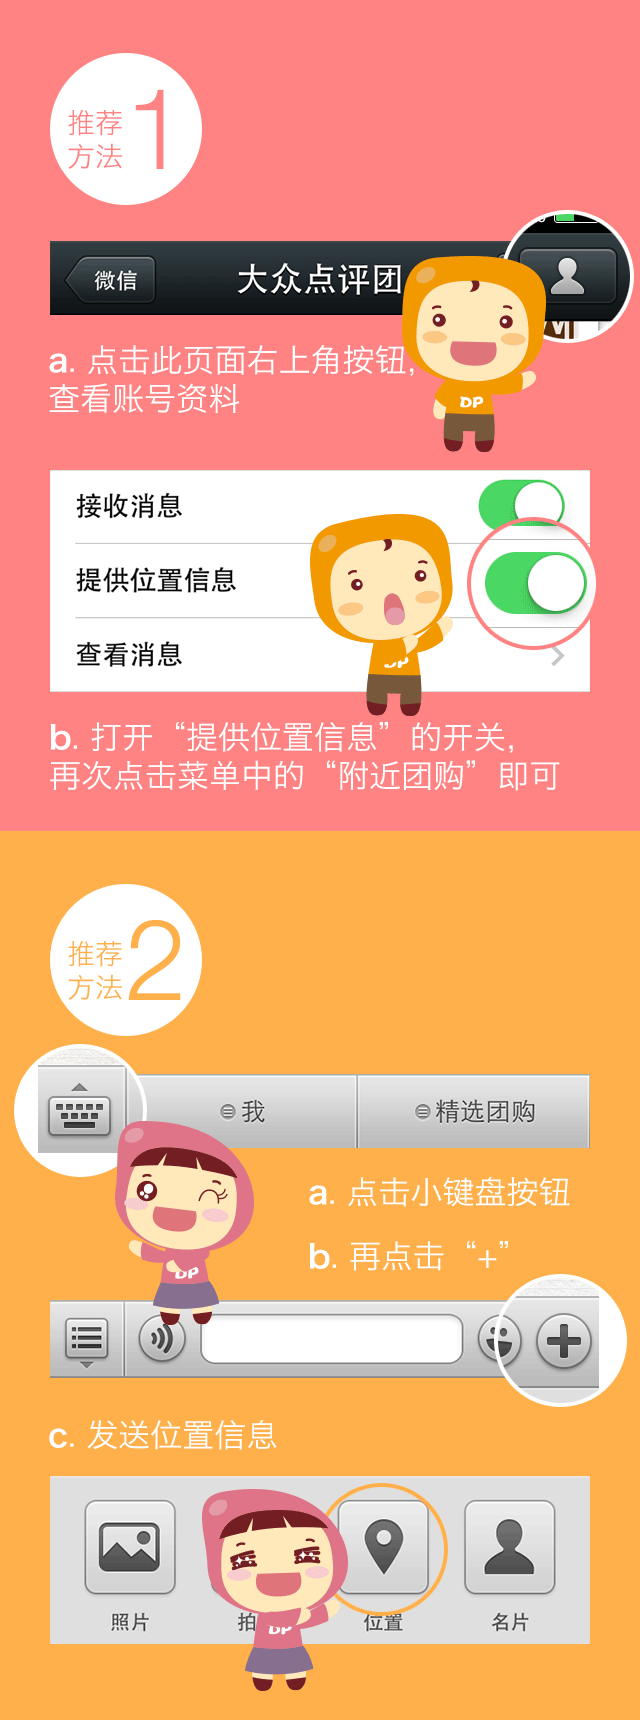 推荐
方法
1
微信
大众点评团
a. 点击此页面右上角按钮,
查看账号资料
DP
接收消息
提供位置信息
查看消息
DP
b. 打开“提供位置信息”的开关,
再次点击菜单中的“附近团购”即可
推荐
方法
2
我
精选团购
a. 点击小键盘按钮
b. 再点击“+”
DP
c. 发送位置信息
照片
拍
位置
名片
DP